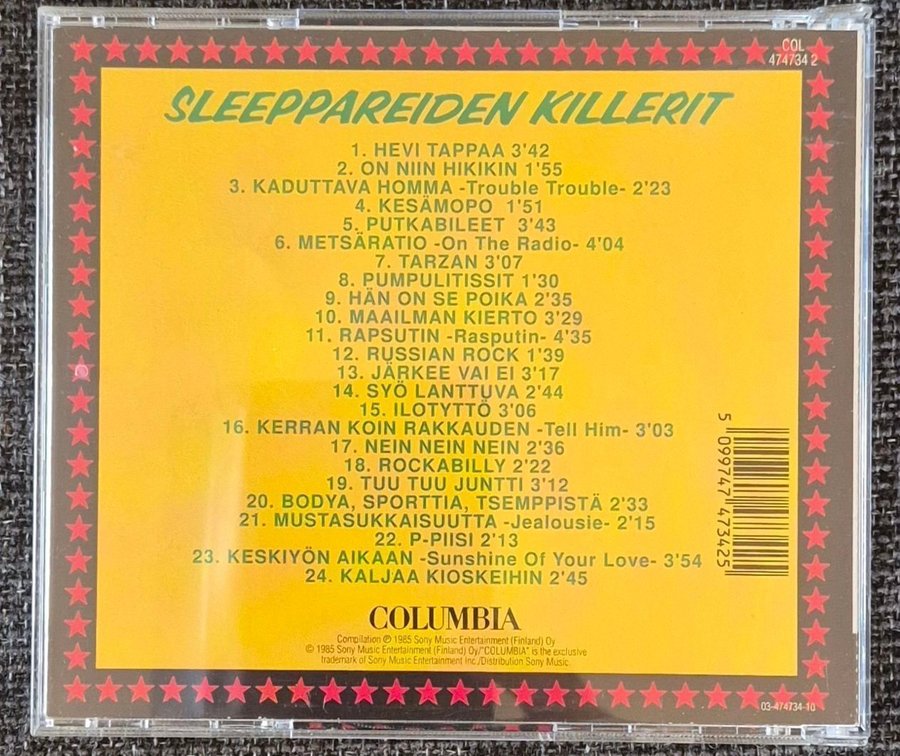 COL
474734 2
SLEEPPAREIDEN KILLERIT
1. HEVI TAPPAA 3'42
2. ON NIIN HIKIKIN 1'55
3. KADUTTAVA HOMMA -Trouble Trouble- 2'23
4. KESÄMOPO 1'51
5. PUTKABILEET 3'43
6. METSÄRATIO -On The Radio- 4'04
7. TARZAN 3'07
8. PUMPULITISSIT 1'30
9. HÄN ON SE POIKA 2'35
10. MAAILMAN KIERTO 3'29
11. RAPSUTIN -Rasputin- 4'35
12. RUSSIAN ROCK 1'39
13. JÄRKEE VAI EI 3'17
14. SYÖ LANTTUVA 2'44
15. ILOTYTTÖ 3'06
16. KERRAN KOIN RAKKAUDEN -Tell Him- 3'03
17. NEIN NEIN NEIN 2'36
18. ROCKABILLY 2'22
19. TUU TUU JUNTTI 3'12
20. BODYA, SPORTTIA, TSEMPPISTÄ 2'33
21. MUSTASUKKAISUUTTA -Jealousie- 2'15
22. P-PIISI 2'13
23. KESKIYÖN AIKAAN -Sunshine Of Your Love- 3'54
24. KALJAA KIOSKEIHIN 2'45
5 099747 473425
COLUMBIA
Compilation ℗ 1985 Sony Music Entertainment (Finland) Oy
© 1985 Sony Music Entertainment (Finland) Oy/"COLUMBIA" is the exclusive
trademark of Sony Music Entertainment Inc./Distribution Sony Music.
03-474734-10